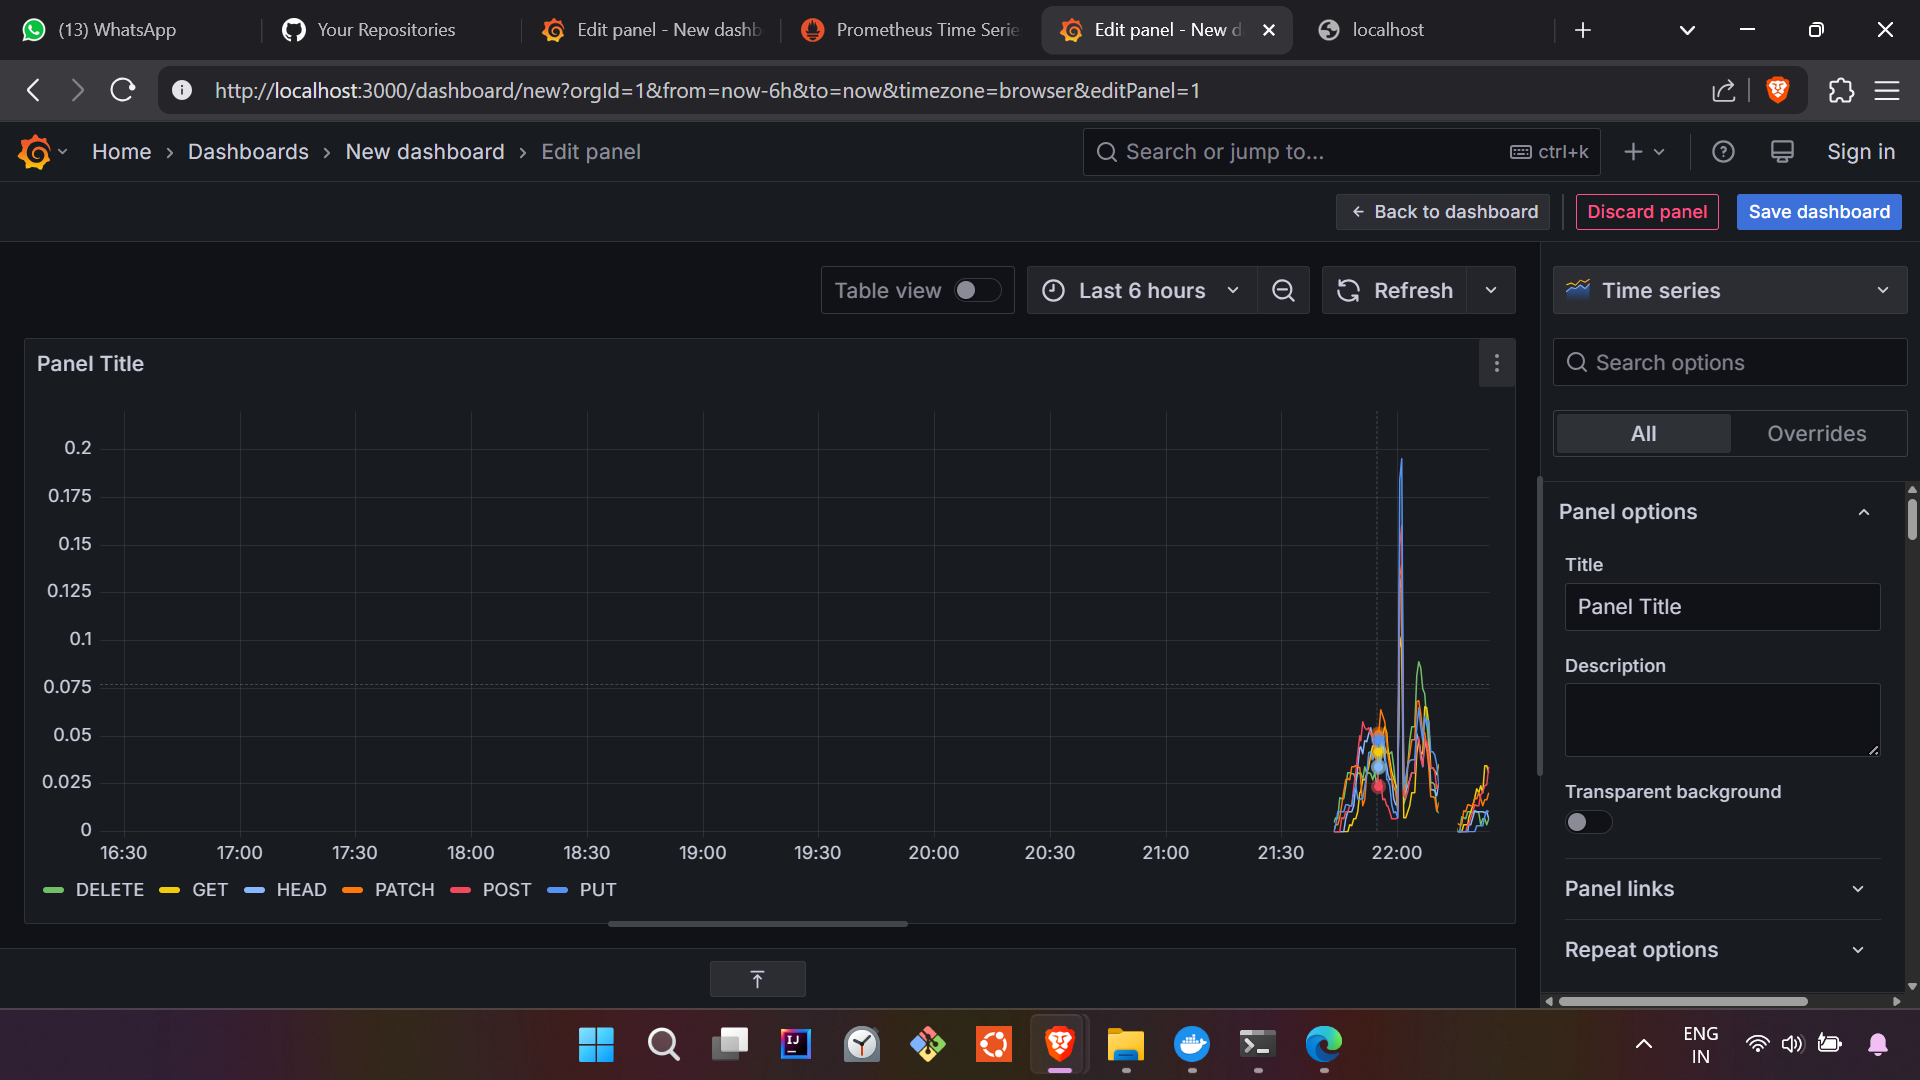 (13) WhatsApp
Your Repositories
Edit panel - New dashb
Prometheus Time Serie
Edit panel - New d
localhost
http://localhost:3000/dashboard/new?orgId=1&from=now-6h&to=now&timezone=browser&editPanel=1
Home > Dashboards > New dashboard > Edit panel
Search or jump to...
ctrl+k
Sign in
Back to dashboard
Discard panel
Save dashboard
Table view
Last 6 hours
Refresh
Time series
Panel Title
Search options
All
Overrides
0.2
0.175
0.15
0.125
0.1
0.075
0.05
0.025
0
16:30 17:00 17:30 18:00 18:30 19:00 19:30 20:00 20:30 21:00 21:30 22:00
DELETE GET HEAD PATCH POST PUT
Panel options
Title
Panel Title
Description
Transparent background
Panel links
Repeat options
IJ
ENG
IN